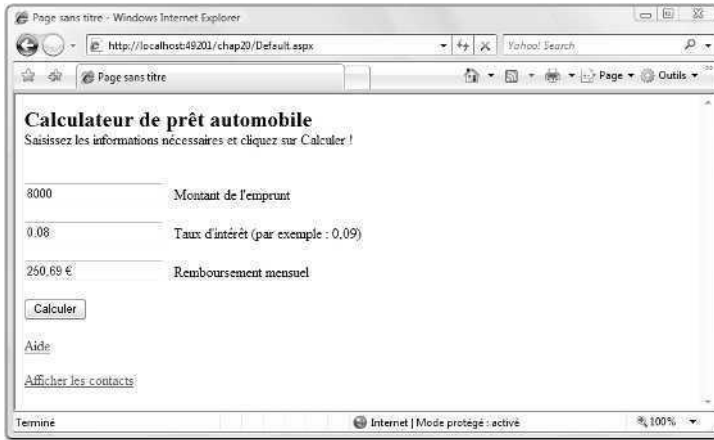 Page sans titre - Windows Internet Explorer
http://localhost:49201/chap20/Default.aspx
Yahoo! Search
Page sans titre
Page
Outils
Calculateur de prêt automobile
Saisissez les informations nécessaires et cliquez sur Calculer !
8000 Montant de l'emprunt
0.08 Taux d'intérêt (par exemple : 0,09)
250,69 € Remboursement mensuel
Calculer
Aide
Afficher les contacts
Terminé
Internet | Mode protégé : activé
100%